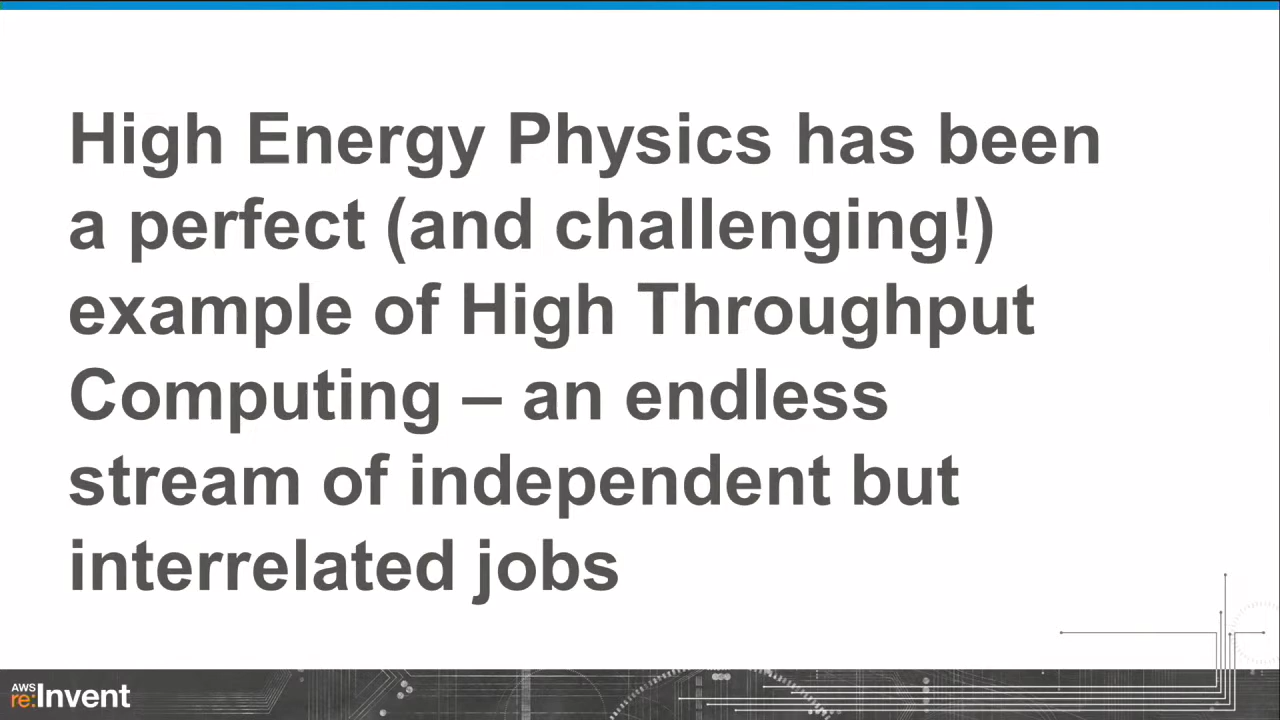 High Energy Physics has been
a perfect (and challenging!)
example of High Throughput
Computing – an endless
stream of independent but
interrelated jobs
AWS
re:Invent